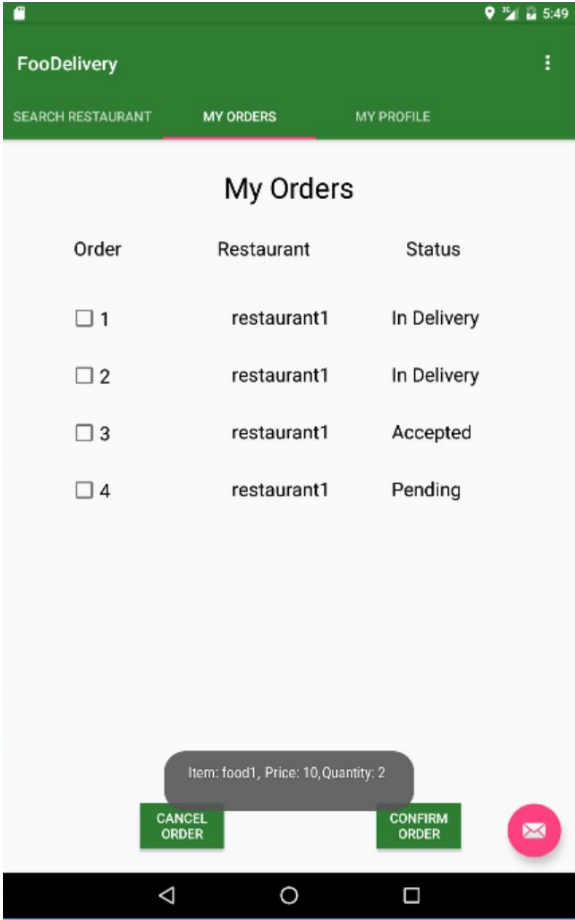 5:49
FooDelivery
SEARCH RESTAURANT MY ORDERS MY PROFILE
My Orders
Order Restaurant Status
1 restaurant1 In Delivery
2 restaurant1 In Delivery
3 restaurant1 Accepted
4 restaurant1 Pending
Item: food1, Price: 10,Quantity: 2
CANCEL
ORDER
CONFIRM
ORDER